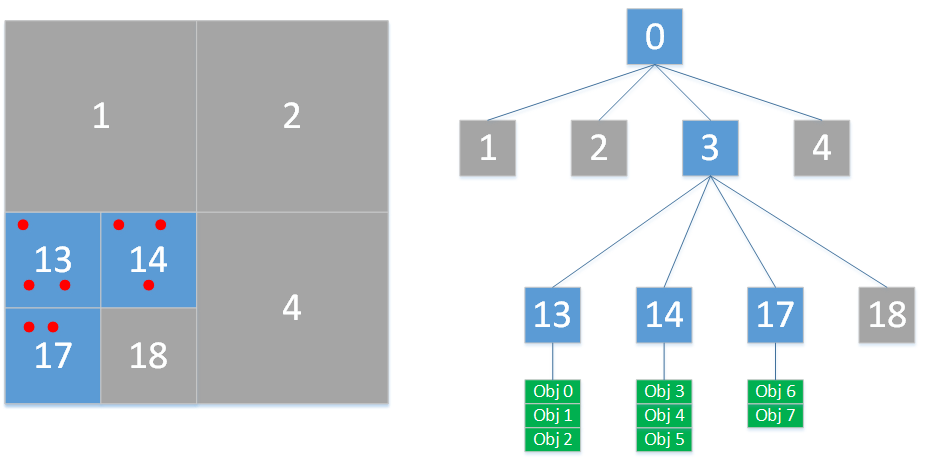 1 2
13 14
4
17 18
0
1 2 3 4
13 14 17 18
Obj 0
Obj 1
Obj 2
Obj 3
Obj 4
Obj 5
Obj 6
Obj 7